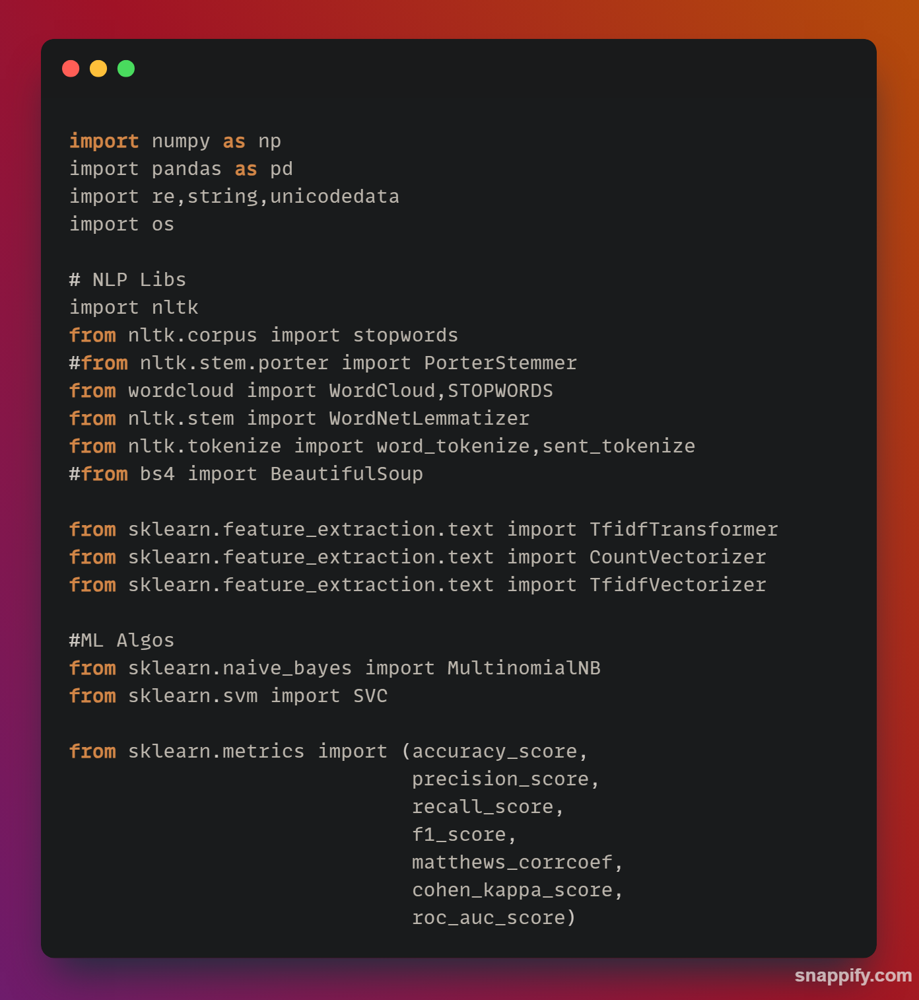 import numpy as np
import pandas as pd
import re,string,unicodedata
import os

# NLP Libs
import nltk
from nltk.corpus import stopwords
#from nltk.stem.porter import PorterStemmer
from wordcloud import WordCloud,STOPWORDS
from nltk.stem import WordNetLemmatizer
from nltk.tokenize import word_tokenize,sent_tokenize
#from bs4 import BeautifulSoup

from sklearn.feature_extraction.text import TfidfTransformer
from sklearn.feature_extraction.text import CountVectorizer
from sklearn.feature_extraction.text import TfidfVectorizer

#ML Algos
from sklearn.naive_bayes import MultinomialNB
from sklearn.svm import SVC

from sklearn.metrics import (accuracy_score,
                             precision_score,
                             recall_score,
                             f1_score,
                             matthews_corrcoef,
                             cohen_kappa_score,
                             roc_auc_score)
snappify.com